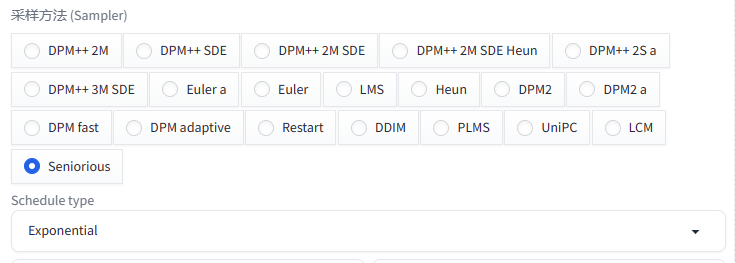 采样方法 (Sampler)
DPM++ 2M DPM++ SDE DPM++ 2M SDE DPM++ 2M SDE Heun DPM++ 2S a
DPM++ 3M SDE Euler a Euler LMS Heun DPM2 DPM2 a
DPM fast DPM adaptive Restart DDIM PLMS UniPC LCM
Seniorious
Schedule type
Exponential